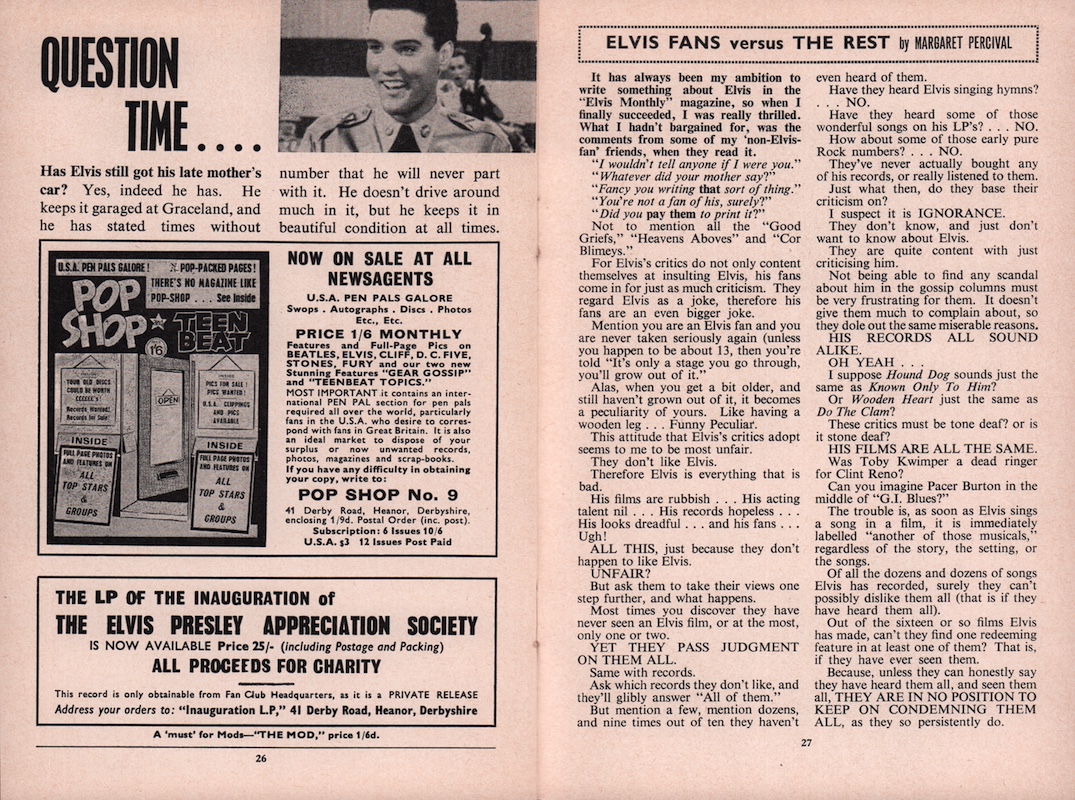 QUESTION
TIME....
Has Elvis still got his late mother's
car? Yes, indeed he has. He
keeps it garaged at Graceland, and
he has stated times without
number that he will never part
with it. He doesn't drive around
much in it, but he keeps it in
beautiful condition at all times.
U.S.A. PEN PALS GALORE!
POP-PACKED PAGES!
THERE'S NO MAGAZINE LIKE
POP-SHOP . . . See Inside
POP
SHOP
TEEN
BEAT
1'6
YOUR OLD DISCS
COULD BE WORTH
Records Wanted!
Records for Sale!
OPEN
PICS FOR SALE!
PICS WANTED!
U.S.A. CLIPPINGS
AND PICS
AVAILABLE
INSIDE
FULL PAGE PHOTOS
AND FEATURES ON
ALL
TOP STARS
&
GROUPS
INSIDE
FULL PAGE PHOTOS
AND FEATURES ON
ALL
TOP STARS
&
GROUPS
NOW ON SALE AT ALL
NEWSAGENTS
U.S.A. PEN PALS GALORE
Swops . Autographs . Discs . Photos
Etc., Etc.
PRICE 1/6 MONTHLY
Features and Full-Page Pics on
BEATLES, ELVIS, CLIFF, D. C. FIVE,
STONES, FURY and our two new
Stunning Features "GEAR GOSSIP"
and "TEENBEAT TOPICS."
MOST IMPORTANT it contains an inter-
national PEN PAL section for pen pals
required all over the world, particularly
fans in the U.S.A. who desire to corres-
pond with fans in Great Britain. It is also
an ideal market to dispose of your
surplus or now unwanted records,
photos, magazines and scrap-books.
If you have any difficulty in obtaining
your copy, write to:
POP SHOP No. 9
41 Derby Road, Heanor, Derbyshire,
enclosing 1/9d. Postal Order (inc. post).
Subscription: 6 Issues 10/6
U.S.A. $3 12 Issues Post Paid
THE LP OF THE INAUGURATION of
THE ELVIS PRESLEY APPRECIATION SOCIETY
IS NOW AVAILABLE Price 25/- (including Postage and Packing)
ALL PROCEEDS FOR CHARITY
This record is only obtainable from Fan Club Headquarters, as it is a PRIVATE RELEASE
Address your orders to: "Inauguration L.P," 41 Derby Road, Heanor, Derbyshire
A 'must' for Mods—"THE MOD," price 1/6d.
26
ELVIS FANS versus THE REST by MARGARET PERCIVAL
It has always been my ambition to
write something about Elvis in the
"Elvis Monthly" magazine, so when I
finally succeeded, I was really thrilled.
What I hadn't bargained for, was the
comments from some of my 'non-Elvis-
fan' friends, when they read it.
"I wouldn't tell anyone if I were you."
"Whatever did your mother say?"
"Fancy you writing that sort of thing."
"You're not a fan of his, surely?"
"Did you pay them to print it?"
Not to mention all the "Good
Griefs," "Heavens Aboves" and "Cor
Blimeys."
For Elvis's critics do not only content
themselves at insulting Elvis, his fans
come in for just as much criticism. They
regard Elvis as a joke, therefore his
fans are an even bigger joke.
Mention you are an Elvis fan and you
are never taken seriously again (unless
you happen to be about 13, then you're
told "It's only a stage you go through,
you'll grow out of it."
Alas, when you get a bit older, and
still haven't grown out of it, it becomes
a peculiarity of yours. Like having a
wooden leg . . . Funny Peculiar.
This attitude that Elvis's critics adopt
seems to me to be most unfair.
They don't like Elvis.
Therefore Elvis is everything that is
bad.
His films are rubbish . . . His acting
talent nil . . . His records hopeless . . .
His looks dreadful . . . and his fans . . .
Ugh!
ALL THIS, just because they don't
happen to like Elvis.
UNFAIR?
But ask them to take their views one
step further, and what happens.
Most times you discover they have
never seen an Elvis film, or at the most,
only one or two.
YET THEY PASS JUDGMENT
ON THEM ALL.
Same with records.
Ask which records they don't like, and
they'll glibly answer "All of them."
But mention a few, mention dozens,
and nine times out of ten they haven't
even heard of them.
Have they heard Elvis singing hymns?
. . . NO.
Have they heard some of those
wonderful songs on his LP's? . . . NO.
How about some of those early pure
Rock numbers? . . . NO.
They've never actually bought any
of his records, or really listened to them.
Just what then, do they base their
criticism on?
I suspect it is IGNORANCE.
They don't know, and just don't
want to know about Elvis.
They are quite content with just
criticising him.
Not being able to find any scandal
about him in the gossip columns must
be very frustrating for them. It doesn't
give them much to complain about, so
they dole out the same miserable reasons.
HIS RECORDS ALL SOUND
ALIKE.
OH YEAH . . .
I suppose Hound Dog sounds just the
same as Known Only To Him?
Or Wooden Heart just the same as
Do The Clam?
These critics must be tone deaf? or is
it stone deaf?
HIS FILMS ARE ALL THE SAME.
Was Toby Kwimper a dead ringer
for Clint Reno?
Can you imagine Pacer Burton in the
middle of "G.I. Blues?"
The trouble is, as soon as Elvis sings
a song in a film, it is immediately
labelled "another of those musicals,"
regardless of the story, the setting, or
the songs.
Of all the dozens and dozens of songs
Elvis has recorded, surely they can't
possibly dislike them all (that is if they
have heard them all).
Out of the sixteen or so films Elvis
has made, can't they find one redeeming
feature in at least one of them? That is,
if they have ever seen them.
Because, unless they can honestly say
they have heard them all, and seen them
all, THEY ARE IN NO POSITION TO
KEEP ON CONDEMNING THEM
ALL, as they so persistently do.
27